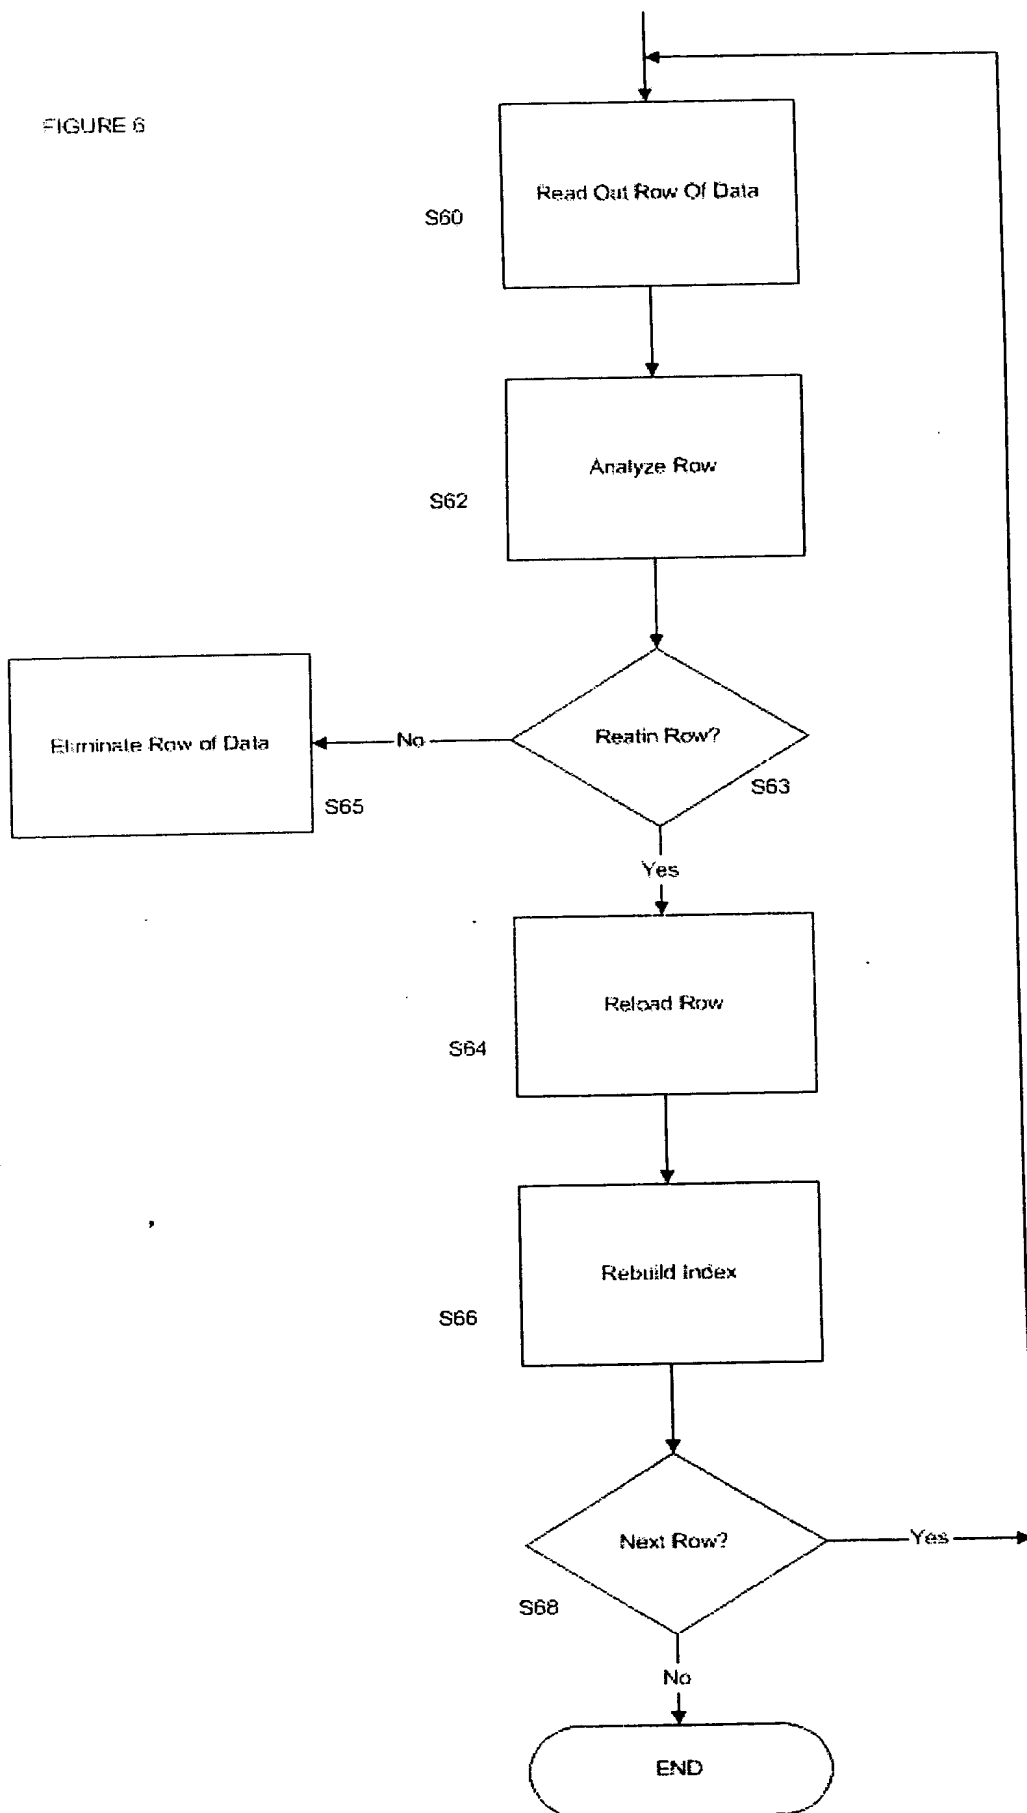 FIGURE 6
Read Out Row Of Data
S60
Analyze Row
S62
Reatin Row?
S63
No
Eliminate Row of Data
S65
Yes
Reload Row
S64
Rebuild Index
S66
Next Row?
Yes
S68
No
END